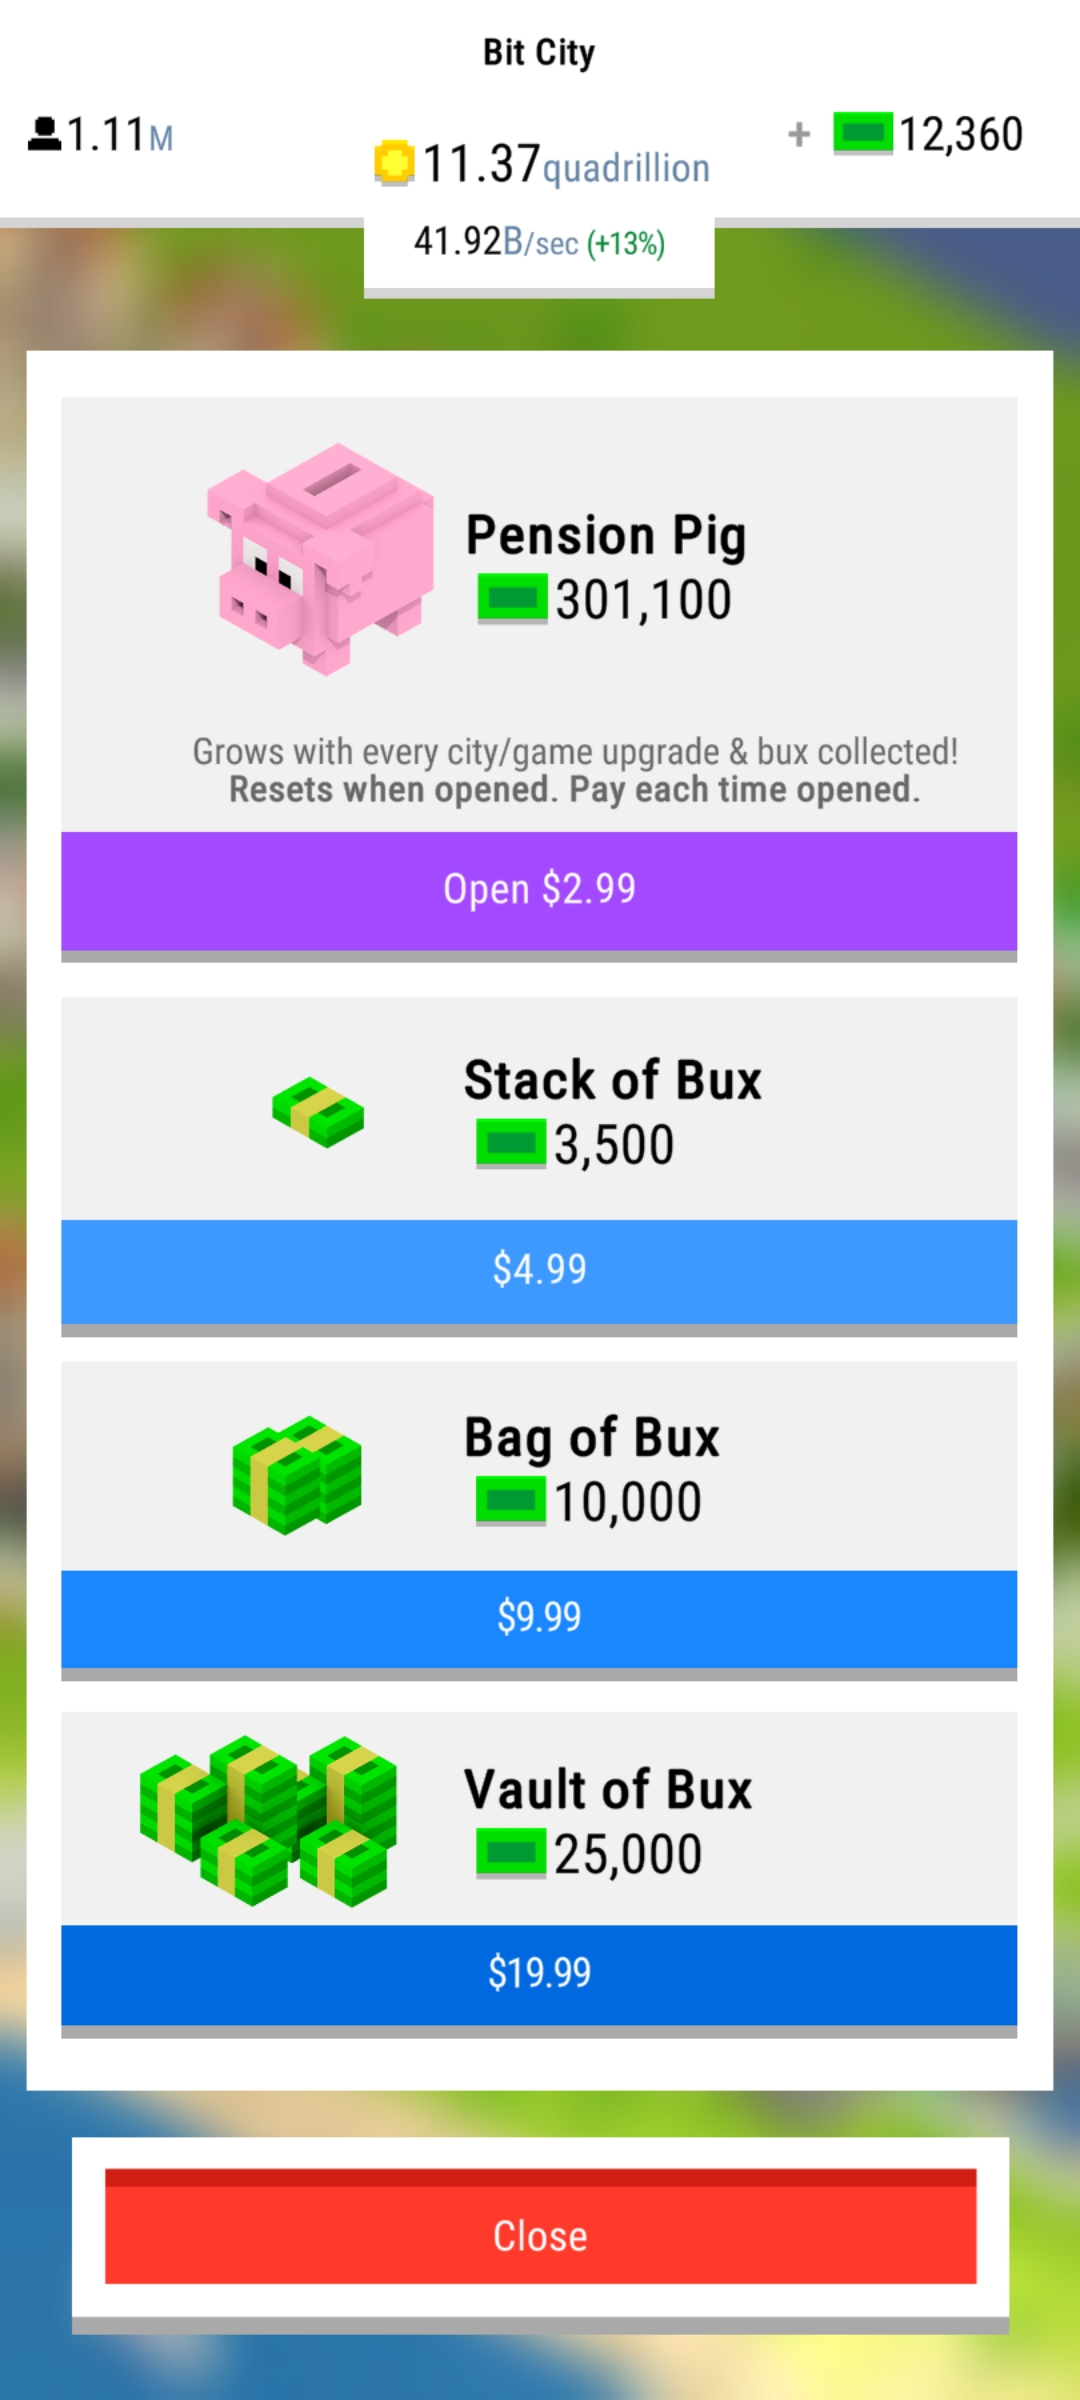 Bit City
1.11M
11.37quadrillion
+ 12,360
41.92B/sec (+13%)
Pension Pig
301,100
Grows with every city/game upgrade & bux collected!
Resets when opened. Pay each time opened.
Open $2.99
Stack of Bux
3,500
$4.99
Bag of Bux
10,000
$9.99
Vault of Bux
25,000
$19.99
Close